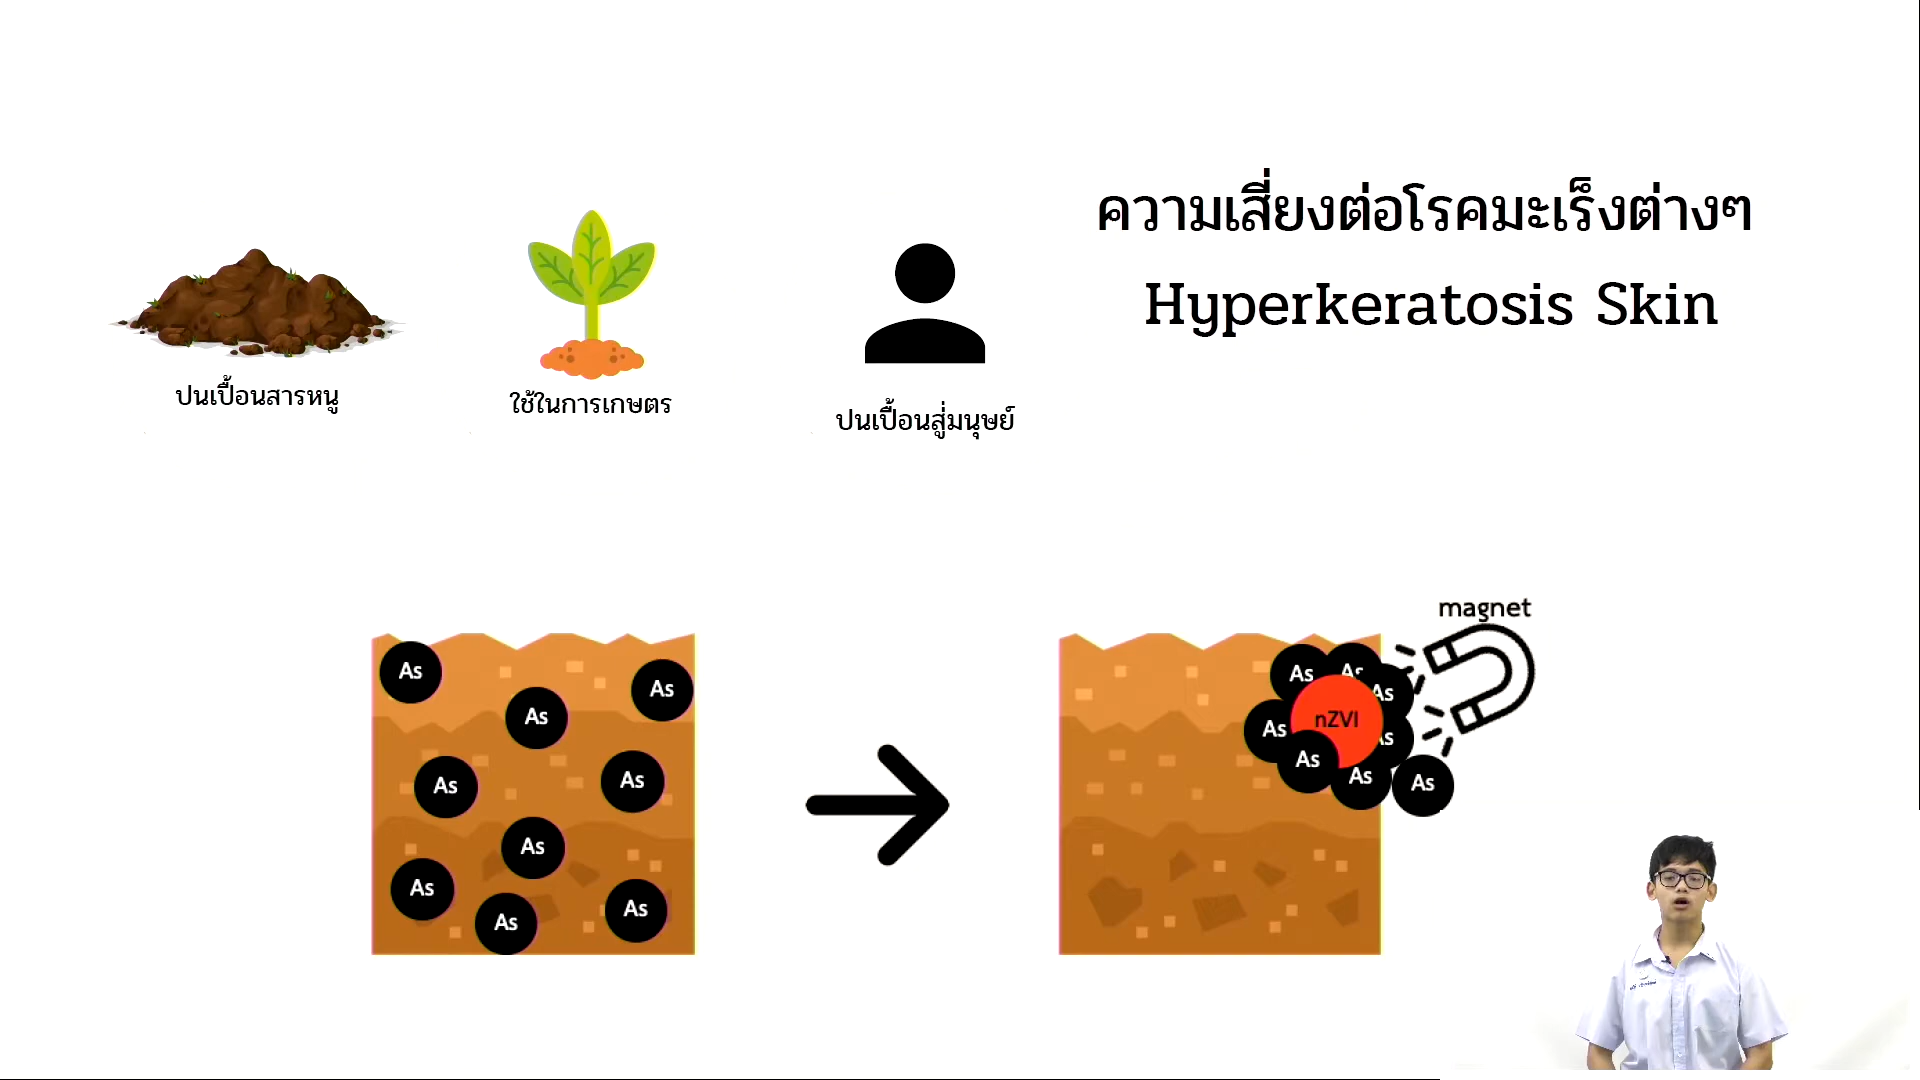 ความเสี่ยงต่อโรคมะเร็งต่างๆ
Hyperkeratosis Skin
ปนเปื้อนสารหนู
ใช้ในการเกษตร
ปนเปื้อนสู่มนุษย์
magnet
As
As
As
As
As
As
As
As
As
As
As
As
As
nZVI
As
As
As
As